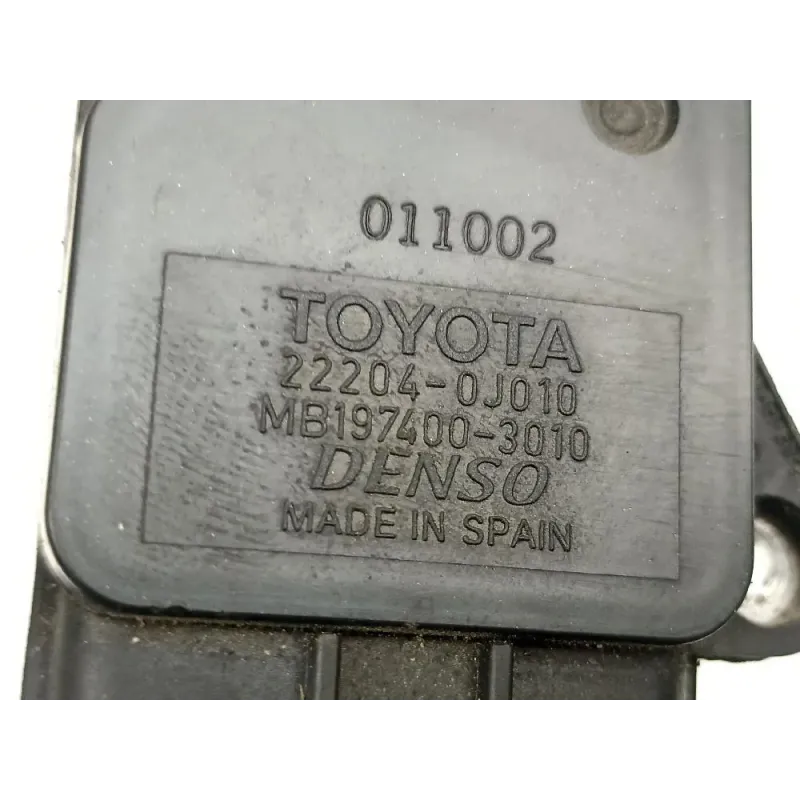 011002
TOYOTA
22204-0J010
MB197400-3010
DENSO
MADE IN SPAIN